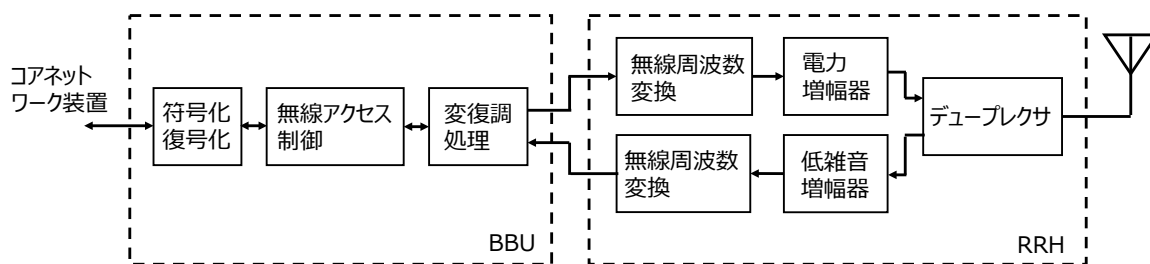 コアネット
ワーク装置
符号化
復号化
無線アクセス
制御
変復調
処理
無線周波数
変換
電力
増幅器
デュープレクサ
無線周波数
変換
低雑音
増幅器
BBU
RRH